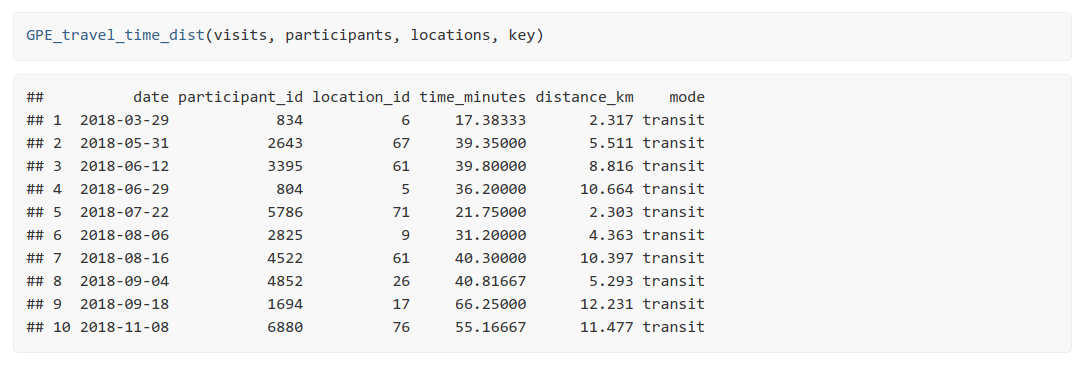 GPE_travel_time_dist(visits, participants, locations, key)
##          date participant_id location_id time_minutes distance_km    mode
## 1  2018-03-29            834           6     17.38333       2.317 transit
## 2  2018-05-31           2643          67     39.35000       5.511 transit
## 3  2018-06-12           3395          61     39.80000       8.816 transit
## 4  2018-06-29            804           5     36.20000      10.664 transit
## 5  2018-07-22           5786          71     21.75000       2.303 transit
## 6  2018-08-06           2825           9     31.20000       4.363 transit
## 7  2018-08-16           4522          61     40.30000      10.397 transit
## 8  2018-09-04           4852          26     40.81667       5.293 transit
## 9  2018-09-18           1694          17     66.25000      12.231 transit
## 10 2018-11-08           6880          76     55.16667      11.477 transit